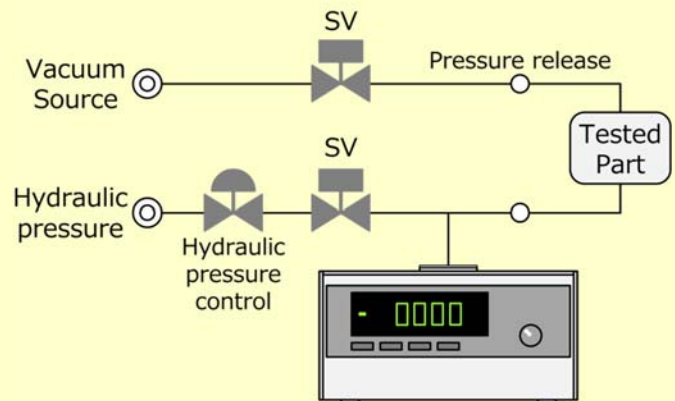 SV
Vacuum
Source
Pressure release
Tested
Part
SV
Hydraulic
pressure
Hydraulic
pressure
control
- 0000